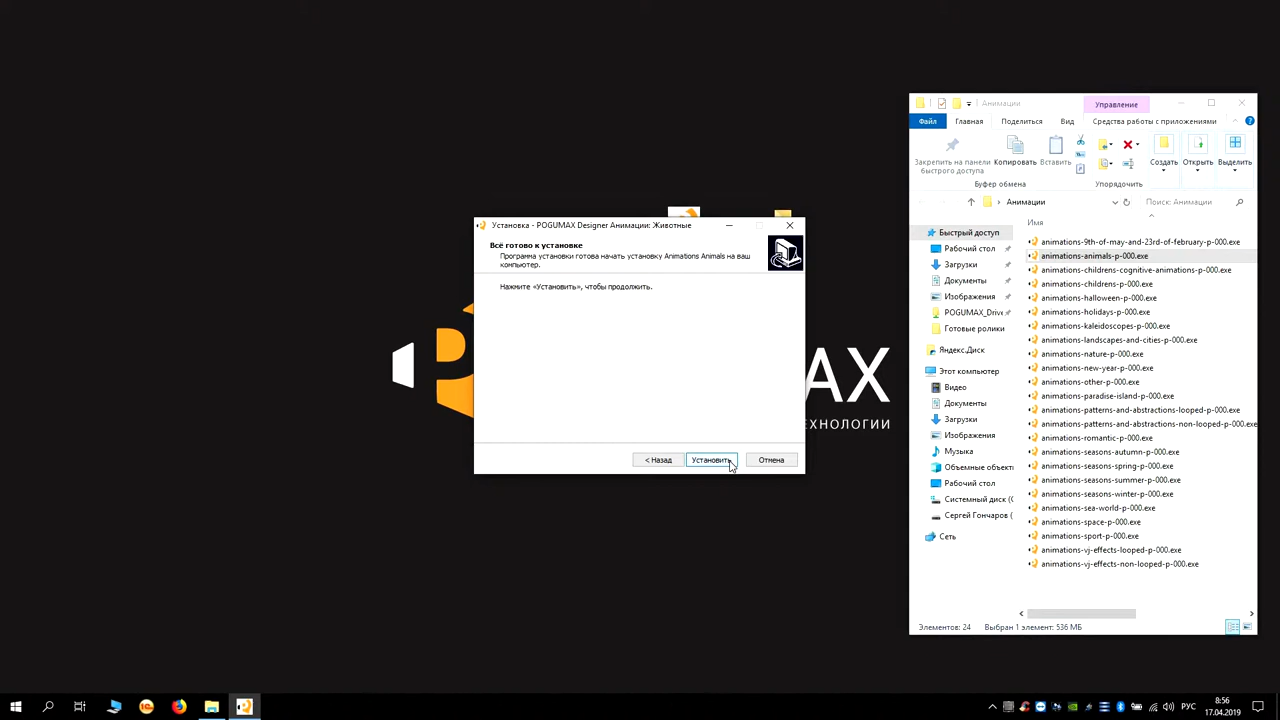 Установка - POGUMAX Designer Анимации: Животные
Всё готово к установке
Программа установки готова начать установку Animations Animals на ваш
компьютер.
Нажмите «Установить», чтобы продолжить.
< Назад
Установить
Отмена
АХ
ЕХНОЛОГИИ
Анимации
Управление
Файл
Главная
Поделиться
Вид
Средства работы с приложениями
Закрепить на панели
быстрого доступа
Копировать
Вставить
Создать
Открыть
Выделить
Буфер обмена
Упорядочить
Анимации
Поиск: Анимации
Имя
Быстрый доступ
Рабочий стол
Загрузки
Документы
Изображения
POGUMAX_Drive
Готовые ролики
Яндекс.Диск
Этот компьютер
Видео
Документы
Загрузки
Изображения
Музыка
Объемные объект
Рабочий стол
Системный диск (
Сергей Гончаров (
Сеть
animations-9th-of-may-and-23rd-of-february-p-000.exe
animations-animals-p-000.exe
animations-childrens-cognitive-animations-p-000.exe
animations-childrens-p-000.exe
animations-halloween-p-000.exe
animations-holidays-p-000.exe
animations-kaleidoscopes-p-000.exe
animations-landscapes-and-cities-p-000.exe
animations-nature-p-000.exe
animations-new-year-p-000.exe
animations-other-p-000.exe
animations-paradise-island-p-000.exe
animations-patterns-and-abstractions-looped-p-000.exe
animations-patterns-and-abstractions-non-looped-p-000.exe
animations-romantic-p-000.exe
animations-seasons-autumn-p-000.exe
animations-seasons-spring-p-000.exe
animations-seasons-summer-p-000.exe
animations-seasons-winter-p-000.exe
animations-sea-world-p-000.exe
animations-space-p-000.exe
animations-sport-p-000.exe
animations-vj-effects-looped-p-000.exe
animations-vj-effects-non-looped-p-000.exe
Элементов: 24
Выбран 1 элемент: 536 МБ
РУС
8:56
17.04.2019